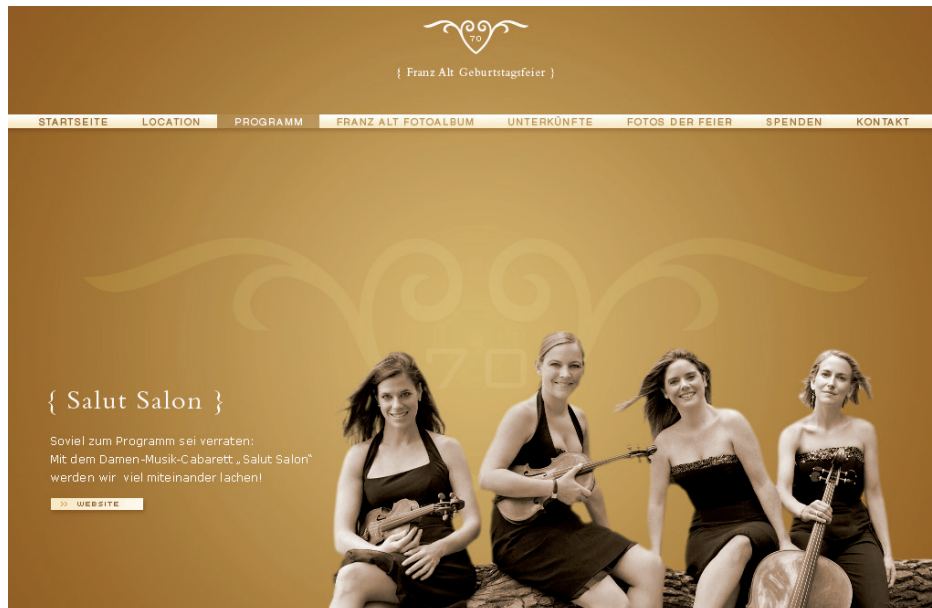 70
{ Franz Alt Geburtstagsfeier }
STARTSEITE LOCATION PROGRAMM FRANZ ALT FOTOALBUM UNTERKÜNFTE FOTOS DER FEIER SPENDEN KONTAKT
70
{ Salut Salon }
Soviel zum Programm sei verraten:
Mit dem Damen-Musik-Cabarett „Salut Salon“
werden wir viel miteinander lachen!
» WEBSITE